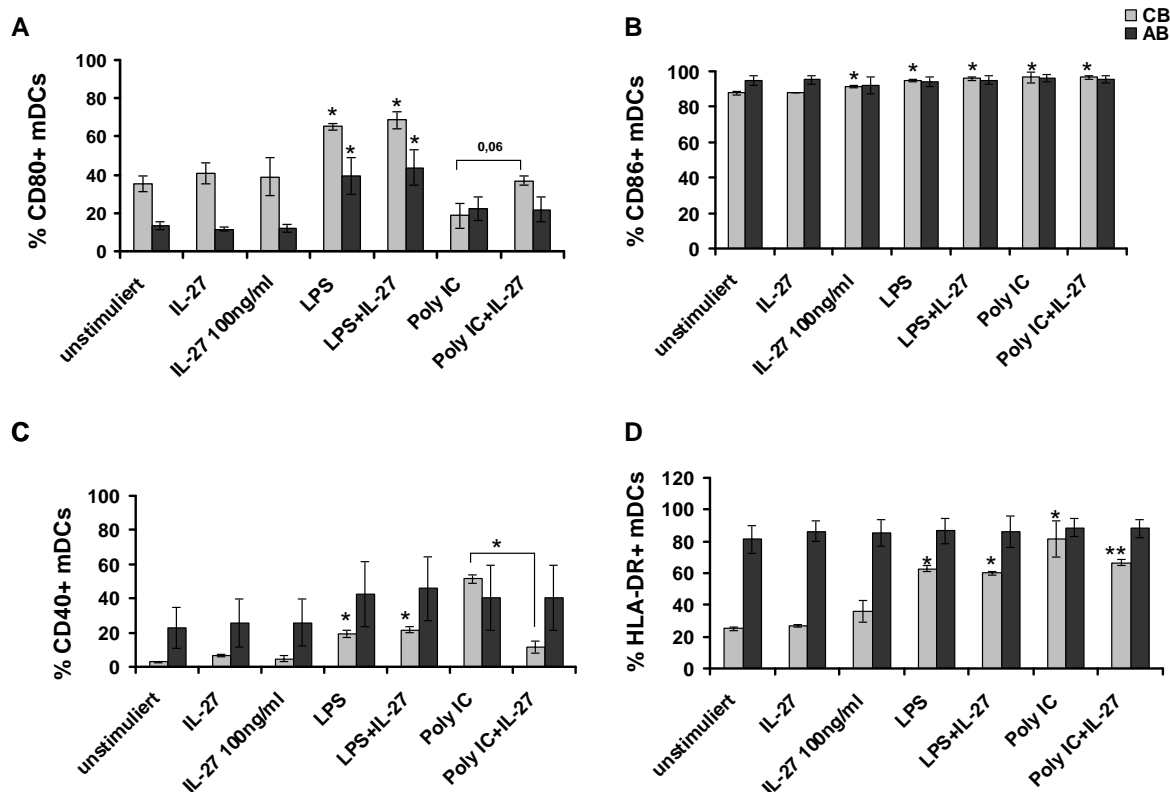 CB
AB
A
% CD80+ mDCs
100
80
60
40
20
0
* * * *
0,06
unstimuliert
IL-27
IL-27 100ng/ml
LPS
LPS+IL-27
Poly IC
Poly IC+IL-27
B
% CD86+ mDCs
100
80
60
40
20
0
* * * * *
unstimuliert
IL-27
IL-27 100ng/ml
LPS
LPS+IL-27
Poly IC
Poly IC+IL-27
C
% CD40+ mDCs
100
80
60
40
20
0
* * *
unstimuliert
IL-27
IL-27 100ng/ml
LPS
LPS+IL-27
Poly IC
Poly IC+IL-27
D
% HLA-DR+ mDCs
120
100
80
60
40
20
0
* * * **
unstimuliert
IL-27
IL-27 100ng/ml
LPS
LPS+IL-27
Poly IC
Poly IC+IL-27